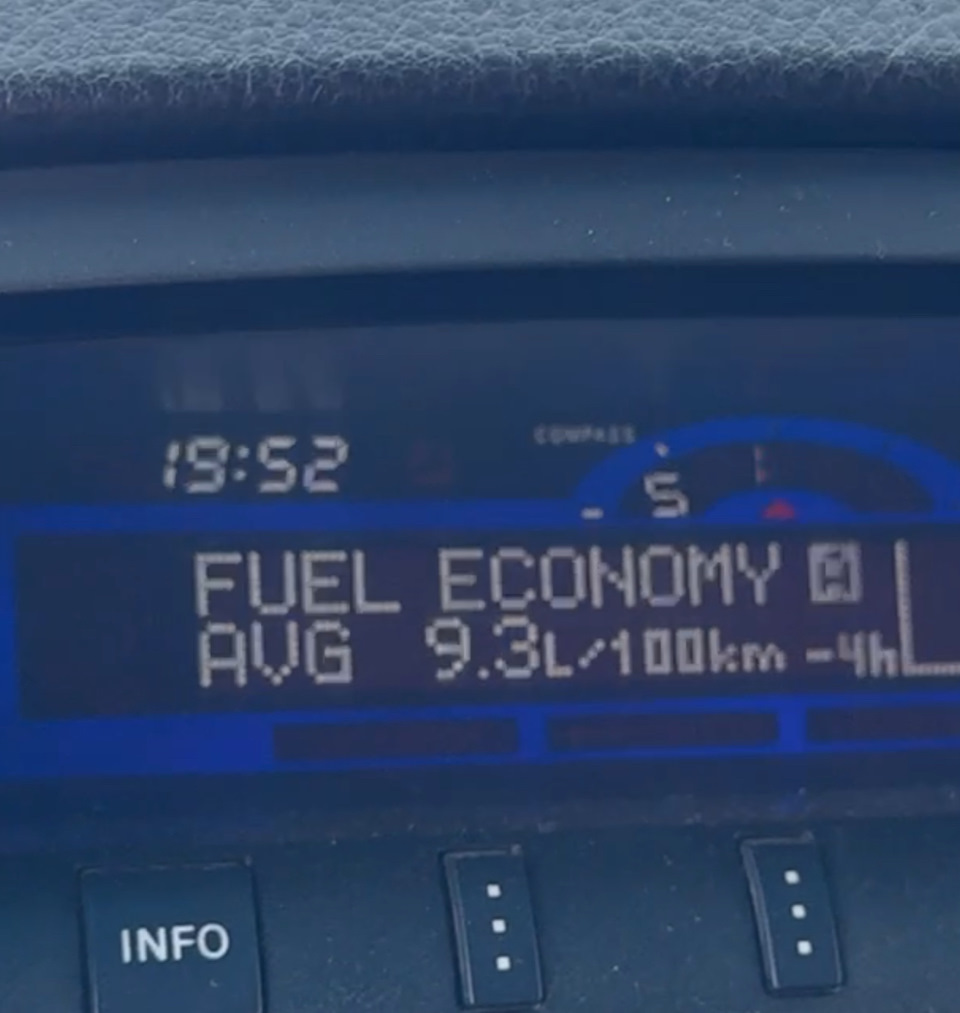 19:52
COMPASS
S
FUEL ECONOMY
AVG 9.3L/100km -4h
INFO